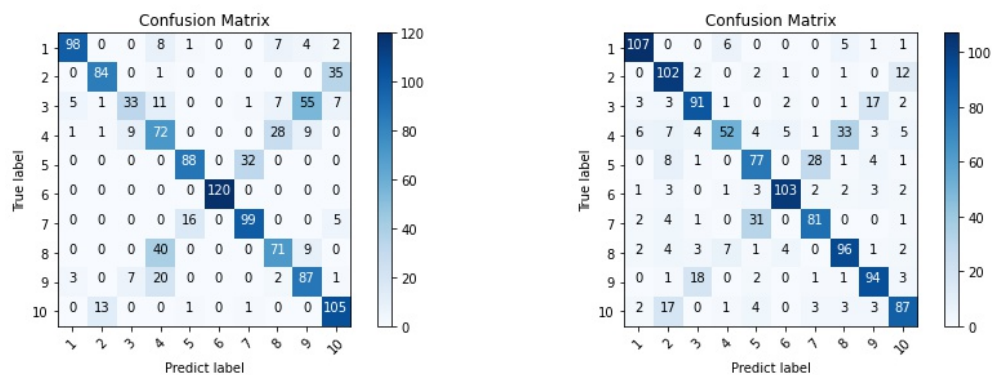 Confusion Matrix
1 98 0 0 8 1 0 0 7 4 2
2 0 84 0 1 0 0 0 0 0 35
3 5 1 33 11 0 0 1 7 55 7
4 1 1 9 72 0 0 0 28 9 0
5 0 0 0 0 88 0 32 0 0 0
6 0 0 0 0 0 120 0 0 0 0
7 0 0 0 0 16 0 99 0 0 5
8 0 0 0 40 0 0 0 71 9 0
9 3 0 7 20 0 0 0 2 87 1
10 0 13 0 0 1 0 1 0 0 105
1 2 3 4 5 6 7 8 9 10
Predict label
True label
120
100
80
60
40
20
0
Confusion Matrix
1 107 0 0 6 0 0 0 5 1 1
2 0 102 2 0 2 1 0 1 0 12
3 3 3 91 1 0 2 0 1 17 2
4 6 7 4 52 4 5 1 33 3 5
5 0 8 1 0 77 0 28 1 4 1
6 1 3 0 1 3 103 2 2 3 2
7 2 4 1 0 31 0 81 0 0 1
8 2 4 3 7 1 4 0 96 1 2
9 0 1 18 0 2 0 1 1 94 3
10 2 17 0 1 4 0 3 3 3 87
1 2 3 4 5 6 7 8 9 10
Predict label
True label
100
80
60
40
20
0